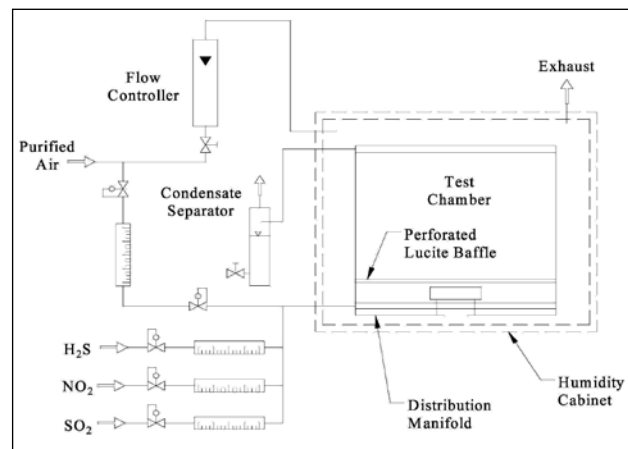 Flow
Controller
Exhaust
Purified
Air
Condensate
Separator
Test
Chamber
Perforated
Lucite Baffle
H₂S
NO₂
SO₂
Humidity
Cabinet
Distribution
Manifold